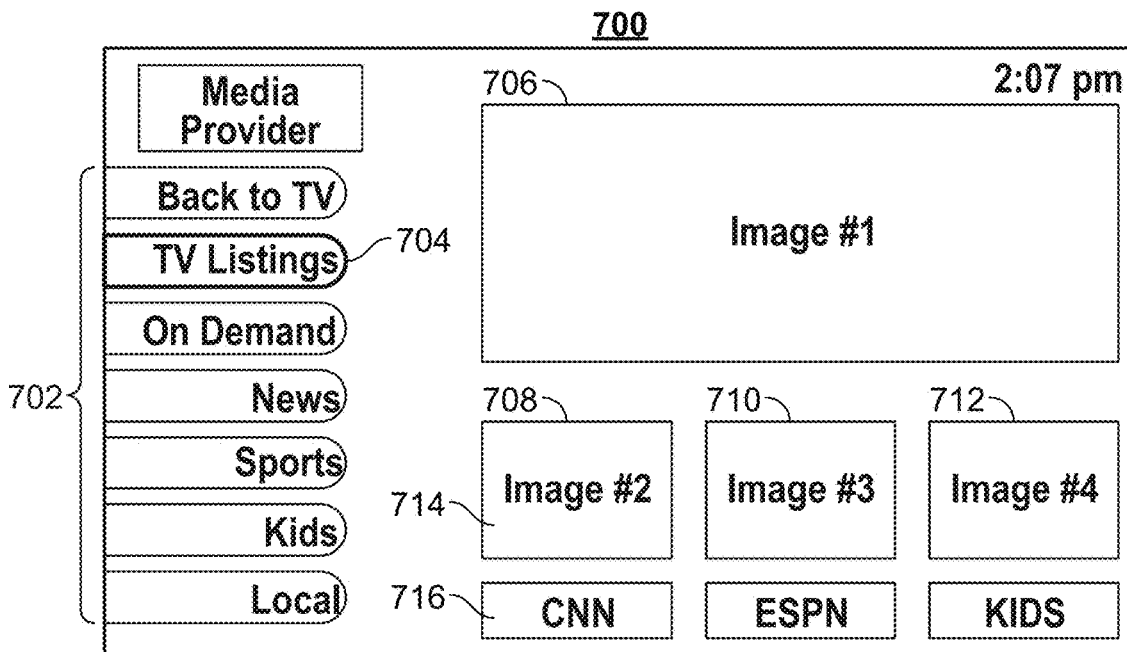 700
Media
Provider
2:07 pm
706
Back to TV
TV Listings
704
Image #1
On Demand
702
News
Sports
Kids
Local
708
710
712
Image #2
Image #3
Image #4
714
716
CNN
ESPN
KIDS